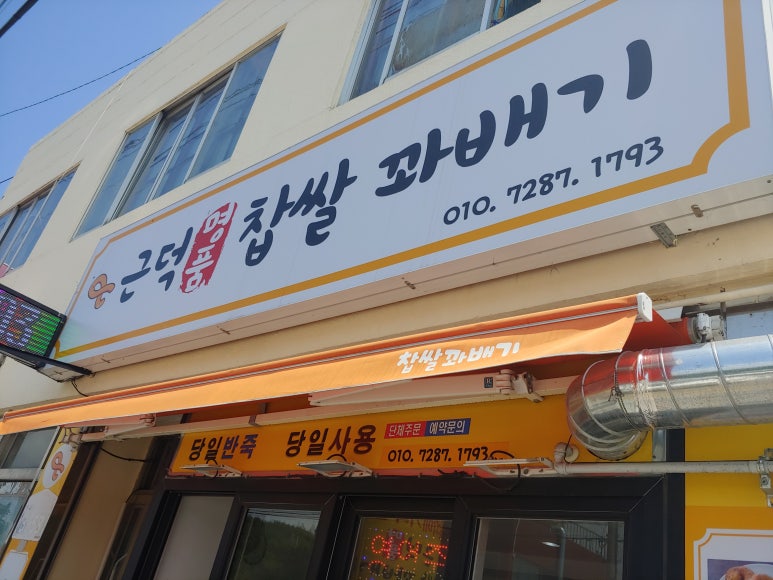 근덕 명품 찹쌀 꽈배기
010. 7287. 1793
찹쌀꽈배기
당일반죽 당일사용 단체주문 예약문의
010. 7287. 1793